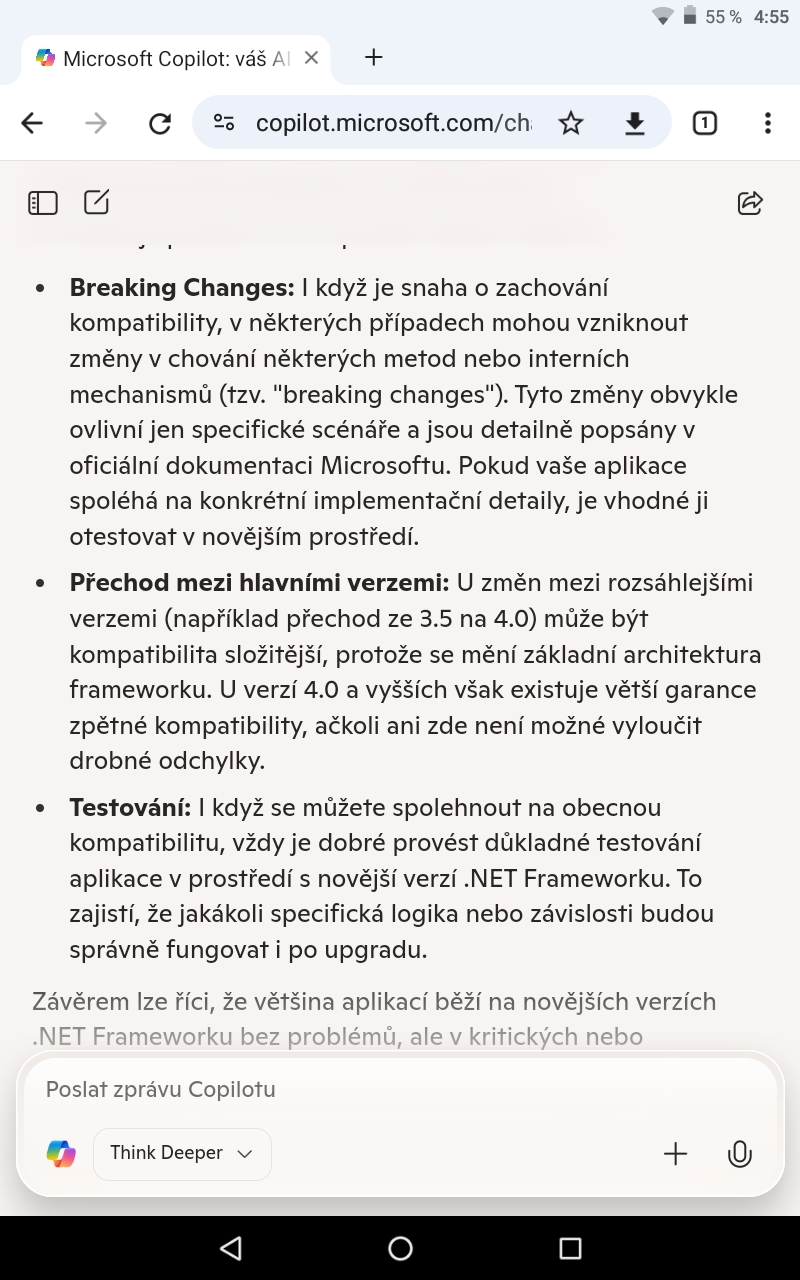 55 % 4:55
Microsoft Copilot: váš AI
copilot.microsoft.com/ch
1
• Breaking Changes: I když je snaha o zachování
kompatibility, v některých případech mohou vzniknout
změny v chování některých metod nebo interních
mechanismů (tzv. "breaking changes"). Tyto změny obvykle
ovlivní jen specifické scénáře a jsou detailně popsány v
oficiální dokumentaci Microsoftu. Pokud vaše aplikace
spoléhá na konkrétní implementační detaily, je vhodné ji
otestovat v novějším prostředí.
• Přechod mezi hlavními verzemi: U změn mezi rozsáhlejšími
verzemi (například přechod ze 3.5 na 4.0) může být
kompatibilita složitější, protože se mění základní architektura
frameworku. U verzí 4.0 a vyšších však existuje větší garance
zpětné kompatibility, ačkoli ani zde není možné vyloučit
drobné odchylky.
• Testování: I když se můžete spolehnout na obecnou
kompatibilitu, vždy je dobré provést důkladné testování
aplikace v prostředí s novější verzí .NET Frameworku. To
zajistí, že jakákoli specifická logika nebo závislosti budou
správně fungovat i po upgradu.
Závěrem lze říci, že většina aplikací běží na novějších verzích
.NET Frameworku bez problémů, ale v kritických nebo
Poslat zprávu Copilotu
Think Deeper